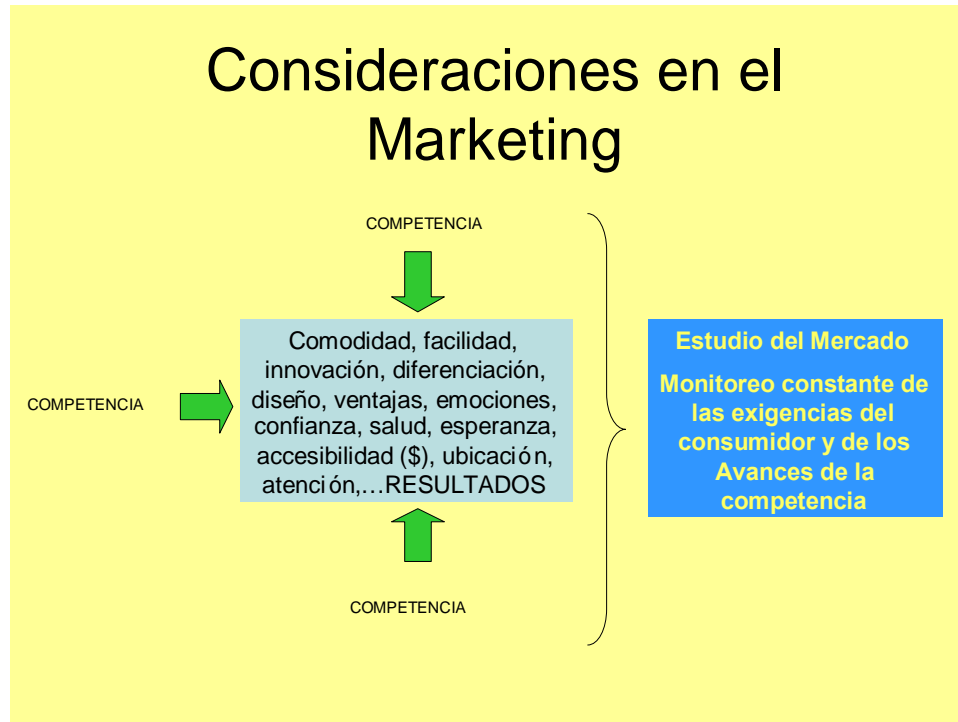 Consideraciones en el
Marketing
COMPETENCIA
COMPETENCIA
Comodidad, facilidad,
innovación, diferenciación,
diseño, ventajas, emociones,
confianza, salud, esperanza,
accesibilidad ($), ubicación,
atención,…RESULTADOS
COMPETENCIA
Estudio del Mercado
Monitoreo constante de
las exigencias del
consumidor y de los
Avances de la
competencia